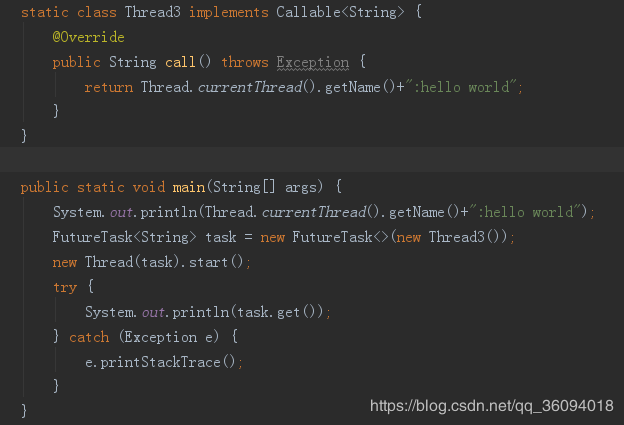 static class Thread3 implements Callable<String> {
@Override
public String call() throws Exception {
return Thread.currentThread().getName()+":hello world";
}
}
public static void main(String[] args) {
System.out.println(Thread.currentThread().getName()+":hello world");
FutureTask<String> task = new FutureTask<>(new Thread3());
new Thread(task).start();
try {
System.out.println(task.get());
} catch (Exception e) {
e.printStackTrace();
}
}
https://blog.csdn.net/qq_36094018